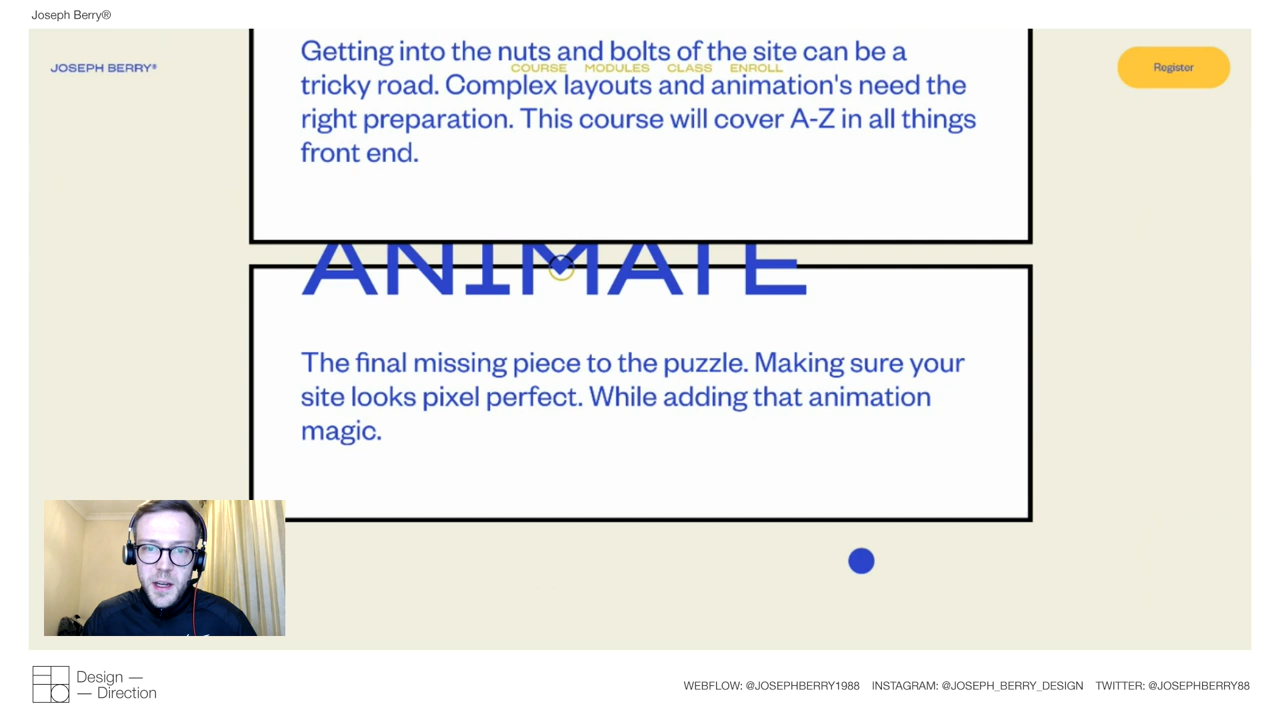 Joseph Berry®
Getting into the nuts and bolts of the site can be a
JOSEPH BERRY®
COURSE MODULES CLASS ENROLL
Register
tricky road. Complex layouts and animation's need the
right preparation. This course will cover A-Z in all things
front end.
ANIMATE
The final missing piece to the puzzle. Making sure your
site looks pixel perfect. While adding that animation
magic.
Design —
— Direction
WEBFLOW: @JOSEPHBERRY1988 INSTAGRAM: @JOSEPH_BERRY_DESIGN TWITTER: @JOSEPHBERRY88